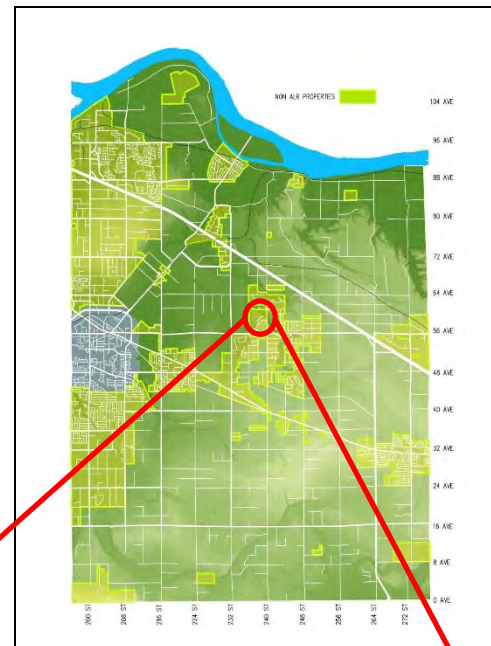 NON ALR PROPERTIES
104 AVE
96 AVE
88 AVE
80 AVE
72 AVE
64 AVE
56 AVE
48 AVE
40 AVE
32 AVE
24 AVE
16 AVE
8 AVE
0 AVE
200 ST
208 ST
216 ST
224 ST
232 ST
240 ST
248 ST
256 ST
264 ST
272 ST